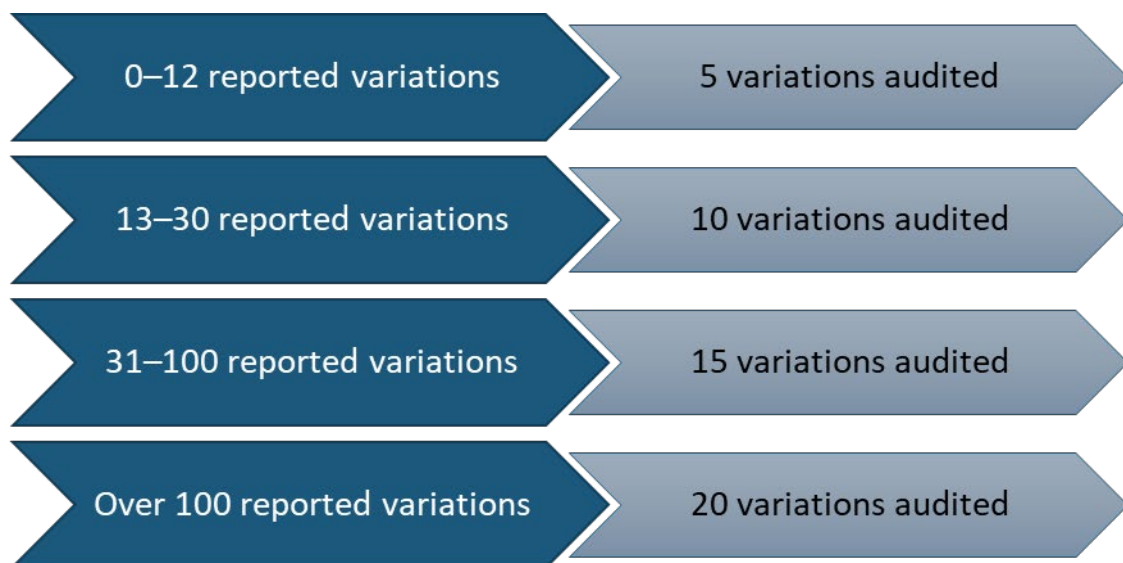 0–12 reported variations
5 variations audited
13–30 reported variations
10 variations audited
31–100 reported variations
15 variations audited
Over 100 reported variations
20 variations audited